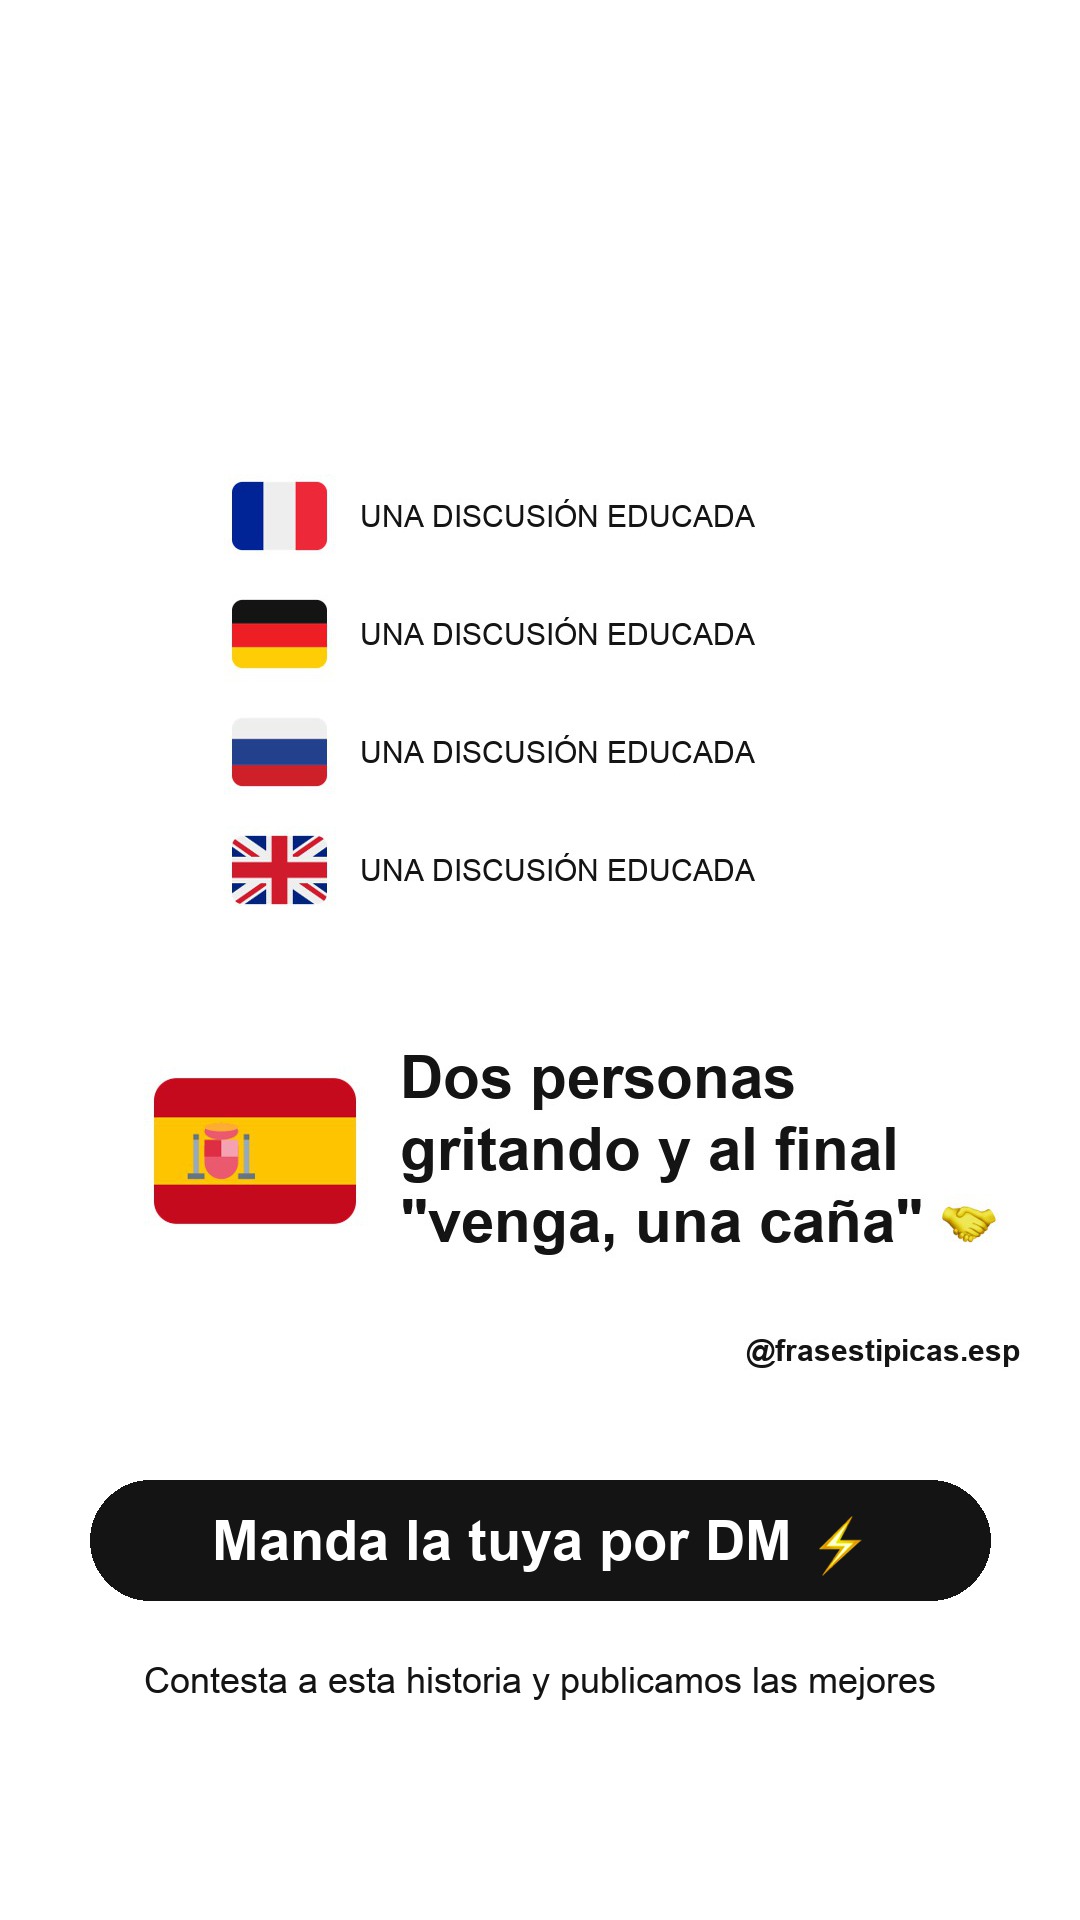 UNA DISCUSIÓN EDUCADA
UNA DISCUSIÓN EDUCADA
UNA DISCUSIÓN EDUCADA
UNA DISCUSIÓN EDUCADA
Dos personas
gritando y al final
"venga, una caña" 🤝
@frasestipicas.esp
Manda la tuya por DM ⚡
Contesta a esta historia y publicamos las mejores